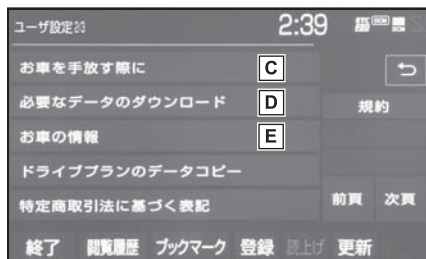 ユーザ設定2/3 2:39
お車を手放す際に C
必要なデータのダウンロード D
規約
お車の情報 E
ドライブプランのデータコピー
特定商取引法に基づく表記
前頁 次頁
終了 閲覧履歴 ブックマーク 登録 読上げ 更新